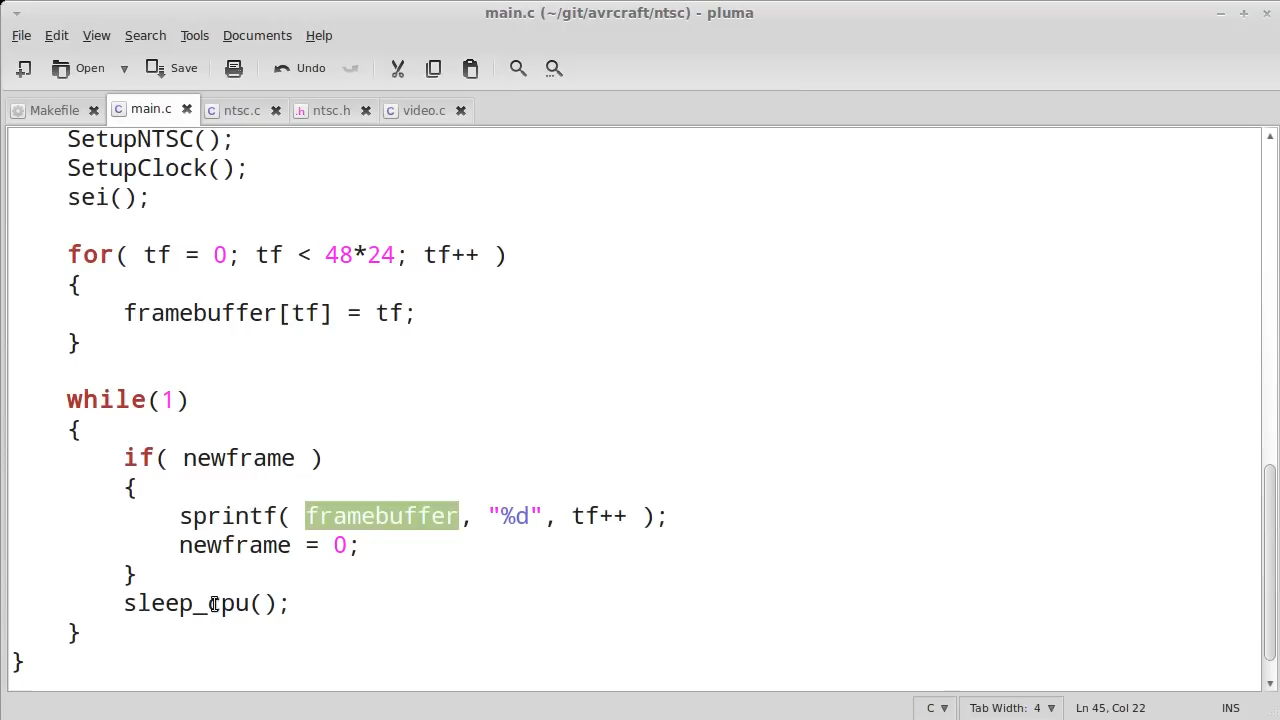 main.c (~/git/avrcraft/ntsc) - pluma
File Edit View Search Tools Documents Help
Open Save Undo
Makefile main.c ntsc.c ntsc.h video.c
SetupNTSC();
SetupClock();
sei();
for( tf = 0; tf < 48*24; tf++ )
{
framebuffer[tf] = tf;
}
while(1)
{
if( newframe )
{
sprintf( framebuffer, "%d", tf++ );
newframe = 0;
}
sleep_cpu();
}
}
C Tab Width: 4 Ln 45, Col 22 INS